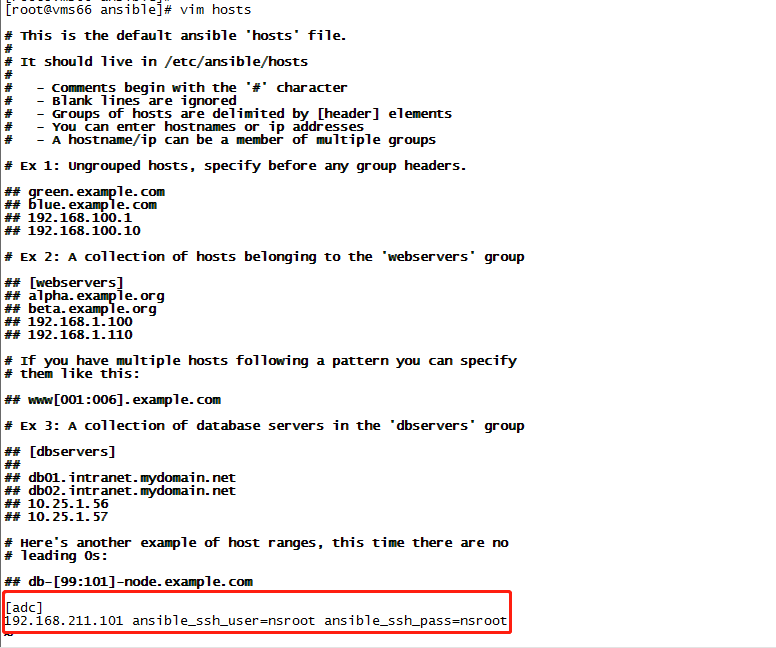 [root@vms66 ansible]# vim hosts
# This is the default ansible 'hosts' file.
#
# It should live in /etc/ansible/hosts
#
#   - Comments begin with the '#' character
#   - Blank lines are ignored
#   - Groups of hosts are delimited by [header] elements
#   - You can enter hostnames or ip addresses
#   - A hostname/ip can be a member of multiple groups
# Ex 1: Ungrouped hosts, specify before any group headers.
## green.example.com
## blue.example.com
## 192.168.100.1
## 192.168.100.10
# Ex 2: A collection of hosts belonging to the 'webservers' group
## [webservers]
## alpha.example.org
## beta.example.org
## 192.168.1.100
## 192.168.1.110
# If you have multiple hosts following a pattern you can specify
# them like this:
## www[001:006].example.com
# Ex 3: A collection of database servers in the 'dbservers' group
## [dbservers]
##
## db01.intranet.mydomain.net
## db02.intranet.mydomain.net
## 10.25.1.56
## 10.25.1.57
# Here's another example of host ranges, this time there are no
# leading 0s:
## db-[99:101]-node.example.com
[adc]
192.168.211.101 ansible_ssh_user=nsroot ansible_ssh_pass=nsroot
~